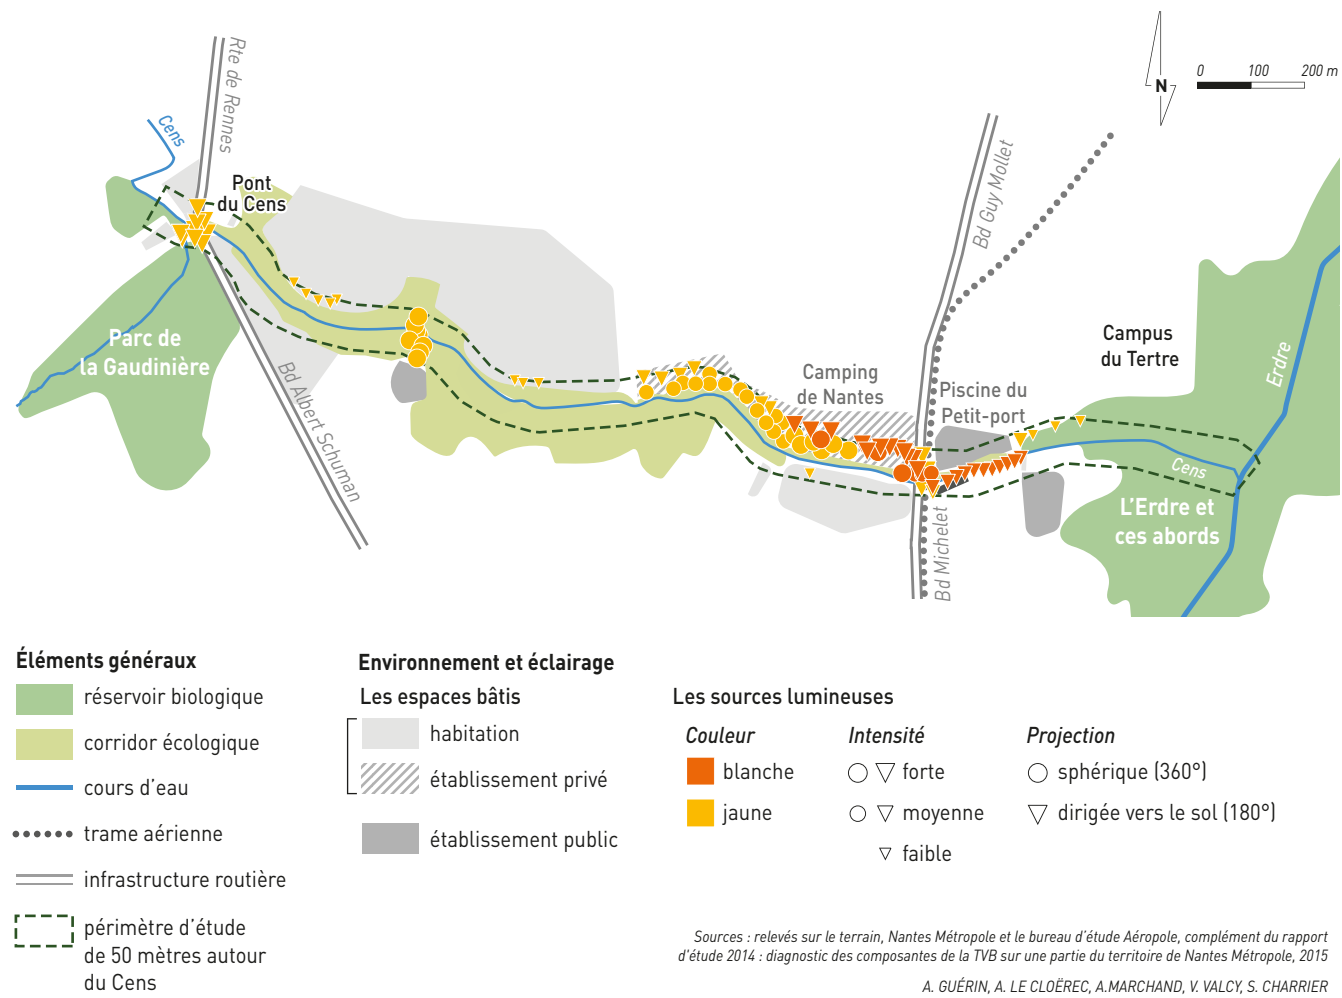 Rte de Rennes
Cens
Pont
du Cens
Bd Guy Mollet
N
0 100 200 m
Parc de
la Gaudinière
Bd Albert Schuman
Camping
de Nantes
Piscine du
Petit-port
Campus
du Tertre
Erdre
Cens
L'Erdre et
ces abords
Bd Michelet
Éléments généraux
réservoir biologique
corridor écologique
cours d'eau
trame aérienne
infrastructure routière
périmètre d'étude
de 50 mètres autour
du Cens
Environnement et éclairage
Les espaces bâtis
habitation
établissement privé
établissement public
Les sources lumineuses
Couleur
blanche
jaune
Intensité
forte
moyenne
faible
Projection
sphérique (360°)
dirigée vers le sol (180°)
Sources : relevés sur le terrain, Nantes Métropole et le bureau d'étude Aéropole, complément du rapport
d'étude 2014 : diagnostic des composantes de la TVB sur une partie du territoire de Nantes Métropole, 2015
A. GUÉRIN, A. LE CLOËREC, A.MARCHAND, V. VALCY, S. CHARRIER